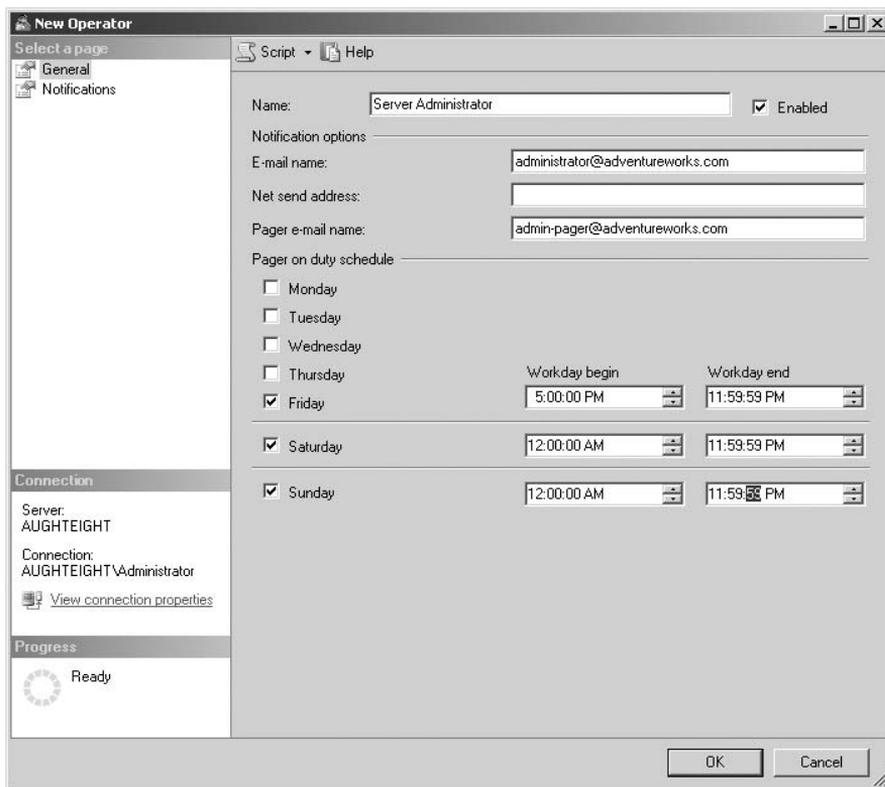 New Operator
Select a page
General
Notifications
Script
Help
Name:
Server Administrator
Enabled
Notification options
E-mail name:
administrator@adventureworks.com
Net send address:
Pager e-mail name:
admin-pager@adventureworks.com
Pager on duty schedule
Monday
Tuesday
Wednesday
Thursday
Workday begin
Workday end
Friday
5:00:00 PM
11:59:59 PM
Saturday
12:00:00 AM
11:59:59 PM
Sunday
12:00:00 AM
11:59:59 PM
Connection
Server:
AUGHTEIGHT
Connection:
AUGHTEIGHT\Administrator
View connection properties
Progress
Ready
OK
Cancel